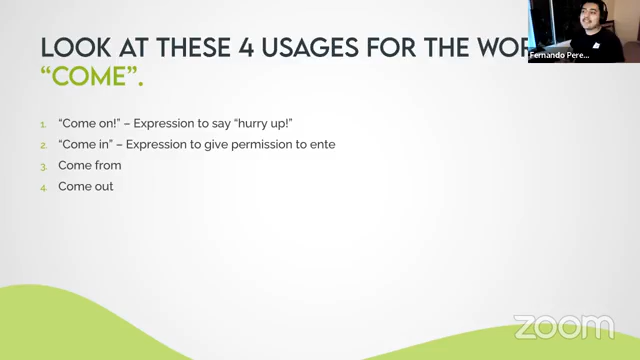 LOOK AT THESE 4 USAGES FOR THE WOR
"COME".
1. "Come on!" – Expression to say "hurry up!"
2. "Come in" – Expression to give permission to ente
3. Come from
4. Come out
Fernando Pere...
zoom